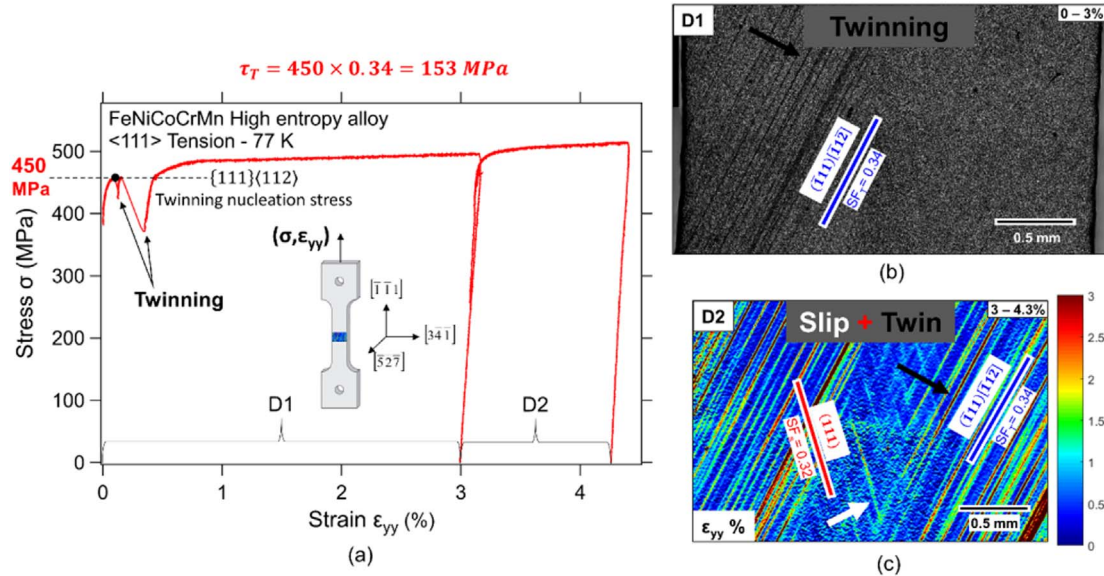 τ_T = 450 × 0.34 = 153 MPa
FeNiCoCrMn High entropy alloy
<111> Tension - 77 K
450
MPa
{111}⟨112⟩
Twinning nucleation stress
Twinning
(σ,ε_yy)
[1̄ 1̄ 1]
[3 4̄ 1̄]
[5̄ 2 7̄]
D1
D2
500
400
300
200
100
0
Stress σ (MPa)
0
1
2
3
4
Strain ε_yy (%)
(a)
D1
Twinning
0 – 3%
(1̄11)[1̄12̄]
SF_T = 0.34
0.5 mm
(b)
D2
Slip + Twin
3 – 4.3%
(111)
= 0.32
(1̄11)[1̄12̄]
SF_T = 0.34
0.5 mm
ε_yy %
3
2.5
2
1.5
1
0.5
0
(c)